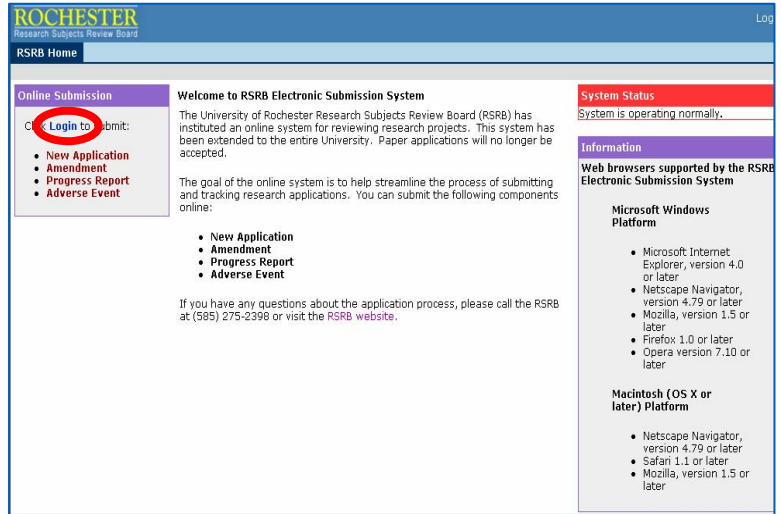 ROCHESTER
Research Subjects Review Board
Log
RSRB Home
Online Submission
Click Login to submit:
• New Application
• Amendment
• Progress Report
• Adverse Event
Welcome to RSRB Electronic Submission System
The University of Rochester Research Subjects Review Board (RSRB) has
instituted an online system for reviewing research projects. This system has
been extended to the entire University. Paper applications will no longer be
accepted.
The goal of the online system is to help streamline the process of submitting
and tracking research applications. You can submit the following components
online:
• New Application
• Amendment
• Progress Report
• Adverse Event
If you have any questions about the application process, please call the RSRB
at (585) 275-2398 or visit the RSRB website.
System Status
System is operating normally.
Information
Web browsers supported by the RSRB
Electronic Submission System
Microsoft Windows
Platform
• Microsoft Internet
Explorer, version 4.0
or later
• Netscape Navigator,
version 4.79 or later
• Mozilla, version 1.5 or
later
• Firefox 1.0 or later
• Opera version 7.10 or
later
Macintosh (OS X or
later) Platform
• Netscape Navigator,
version 4.79 or later
• Safari 1.1 or later
• Mozilla, version 1.5 or
later